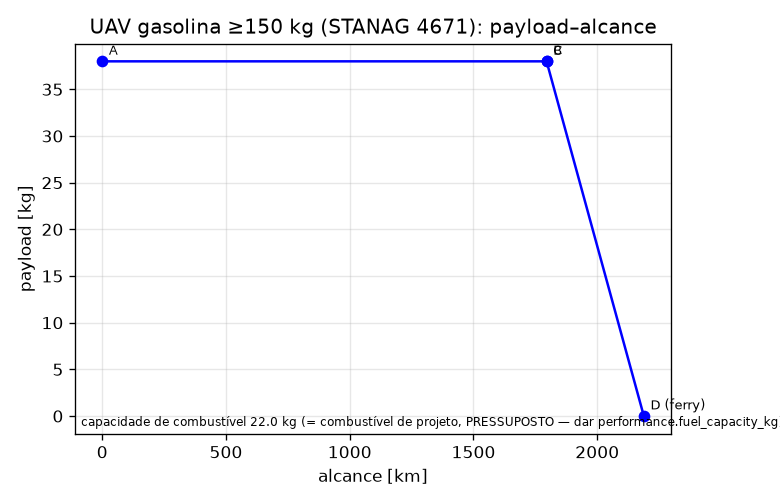 UAV gasolina ≥150 kg (STANAG 4671): payload–alcance
A
C
35
30
25
20
15
10
5
0
payload [kg]
D (ferry)
capacidade de combustível 22.0 kg (= combustível de projeto, PRESSUPOSTO — dar performance.fuel_capacity_kg
0
500
1000
1500
2000
alcance [km]